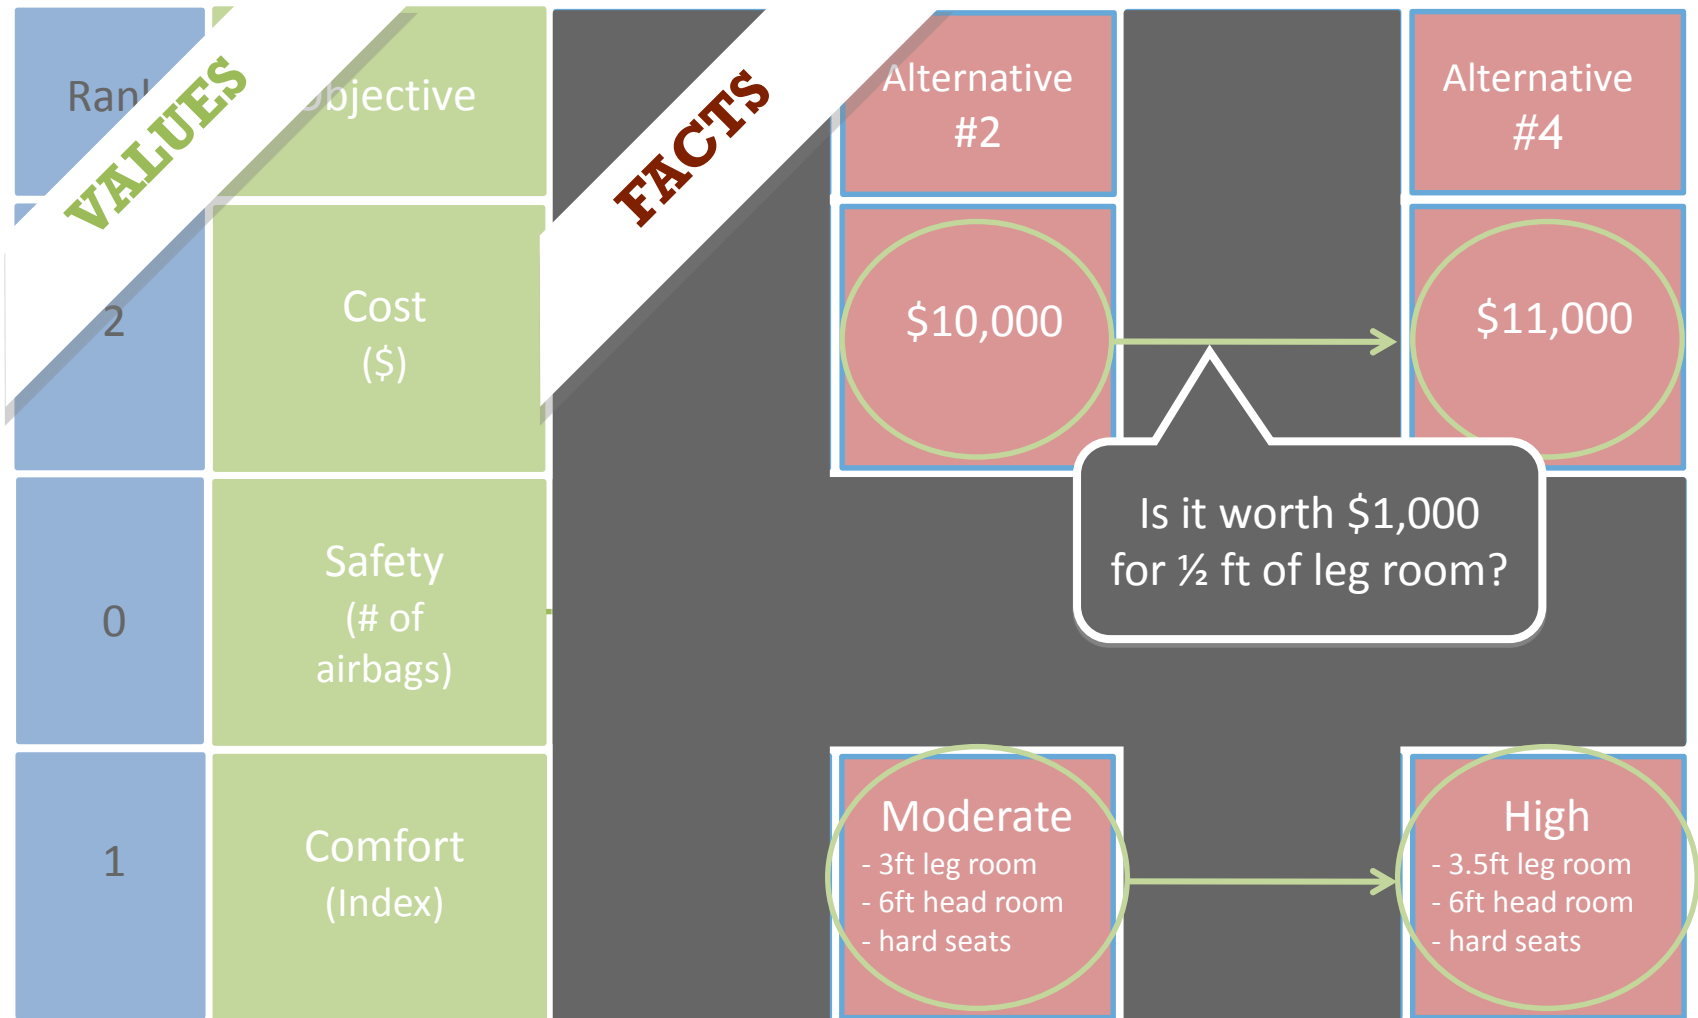 Rank
Objective
VALUES
FACTS
Alternative
#2
Alternative
#4
2
Cost
($)
$10,000
$11,000
Is it worth $1,000
for ½ ft of leg room?
0
Safety
(# of
airbags)
1
Comfort
(Index)
Moderate
- 3ft leg room
- 6ft head room
- hard seats
High
- 3.5ft leg room
- 6ft head room
- hard seats